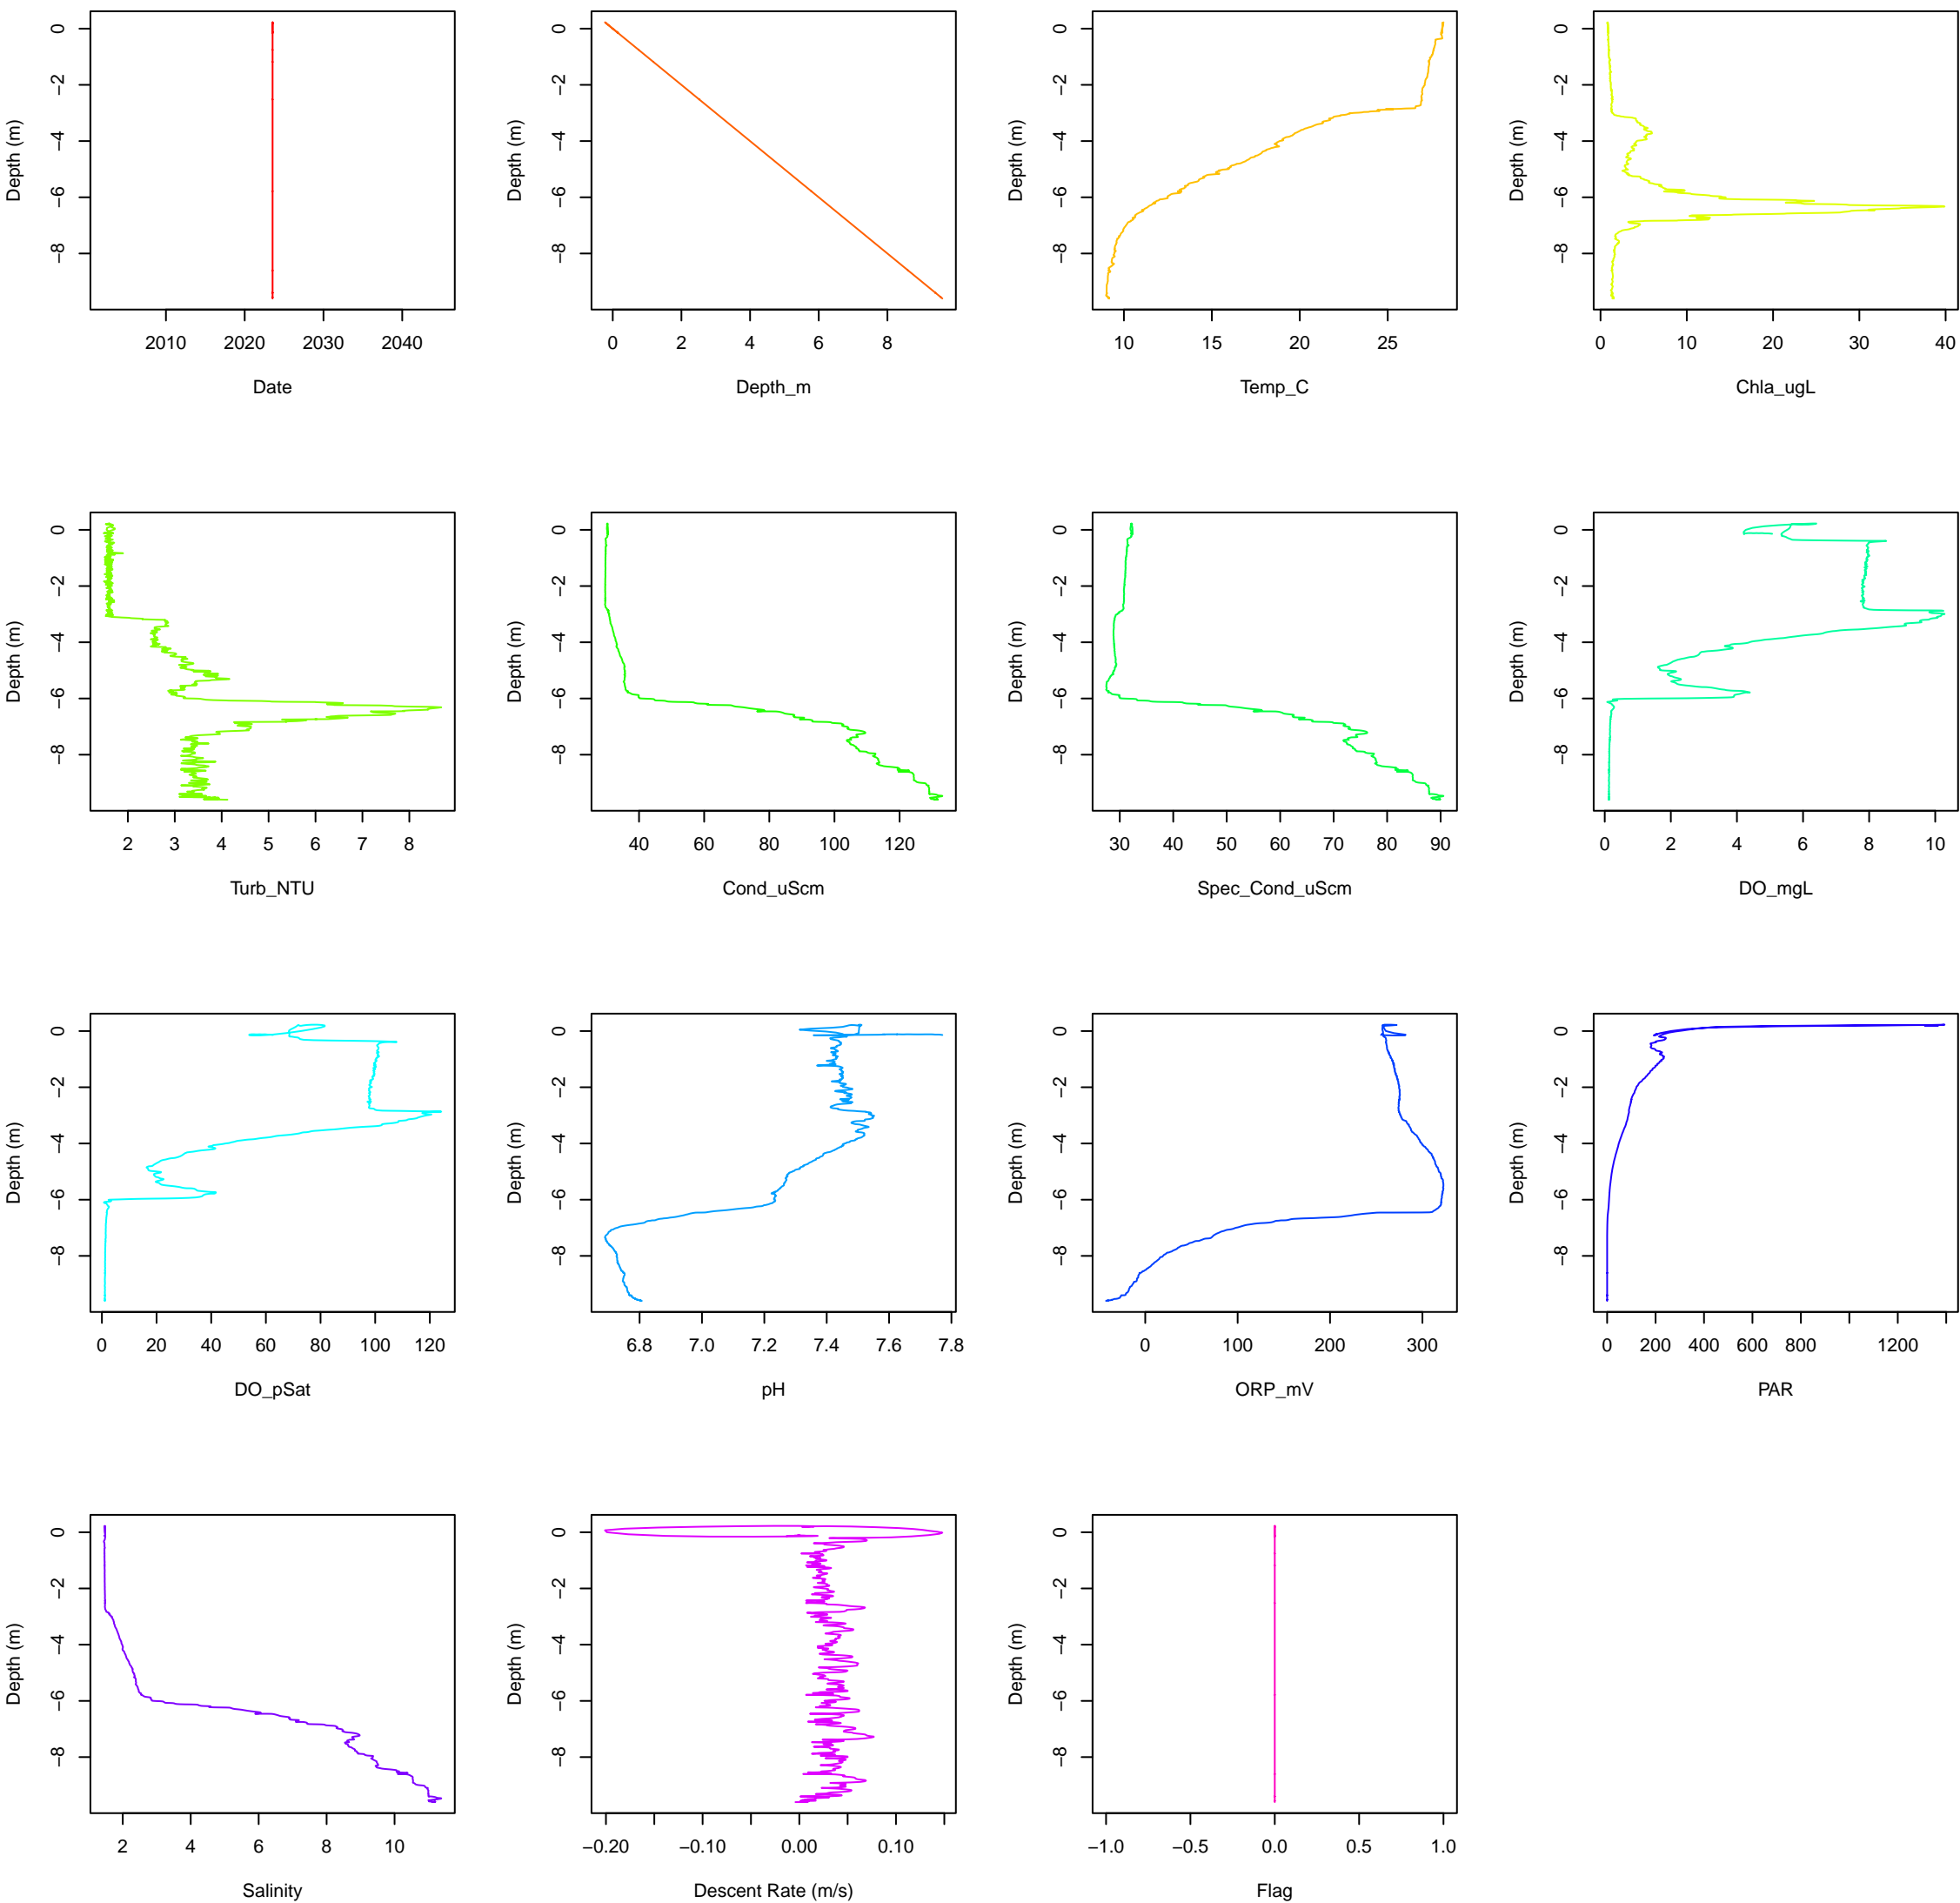 0
−2
−4
−6
−8
Depth (m)
2010 2020 2030 2040
Date
0
−2
−4
−6
−8
Depth (m)
0 2 4 6 8
Depth_m
0
−2
−4
−6
−8
Depth (m)
10 15 20 25
Temp_C
0
−2
−4
−6
−8
Depth (m)
0 10 20 30 40
Chla_ugL
0
−2
−4
−6
−8
Depth (m)
2 3 4 5 6 7 8
Turb_NTU
0
−2
−4
−6
−8
Depth (m)
40 60 80 100 120
Cond_uScm
0
−2
−4
−6
−8
Depth (m)
30 40 50 60 70 80 90
Spec_Cond_uScm
0
−2
−4
−6
−8
Depth (m)
0 2 4 6 8 10
DO_mgL
0
−2
−4
−6
−8
Depth (m)
0 20 40 60 80 100 120
DO_pSat
0
−2
−4
−6
−8
Depth (m)
6.8 7.0 7.2 7.4 7.6 7.8
pH
0
−2
−4
−6
−8
Depth (m)
0 100 200 300
ORP_mV
0
−2
−4
−6
−8
Depth (m)
0 200 400 600 800 1200
PAR
0
−2
−4
−6
−8
Depth (m)
2 4 6 8 10
Salinity
0
−2
−4
−6
−8
Depth (m)
−0.20 −0.10 0.00 0.10
Descent Rate (m/s)
0
−2
−4
−6
−8
Depth (m)
−1.0 −0.5 0.0 0.5 1.0
Flag